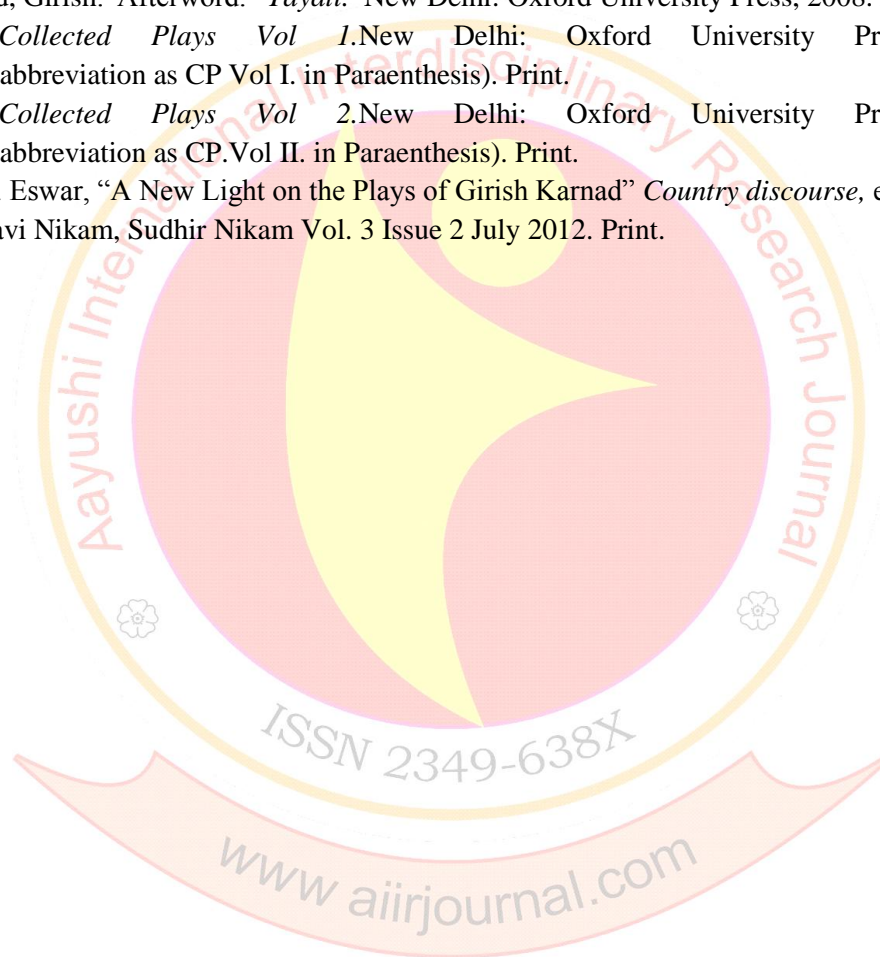 d, Girish. Afterword. Yayati. New Delhi: Oxford University Press, 2008.
Collected Plays Vol 1.New Delhi: Oxford University Pr
abbreviation as CP Vol I. in Paraenthesis). Print.
Collected Plays Vol 2.New Delhi: Oxford University Pr
abbreviation as CP.Vol II. in Paraenthesis). Print.
Eswar, “A New Light on the Plays of Girish Karnad” Country discourse, e
avi Nikam, Sudhir Nikam Vol. 3 Issue 2 July 2012. Print.
Aayushi International Interdisciplinary Research Journal
ISSN 2349-638X
www aiirjournal.com